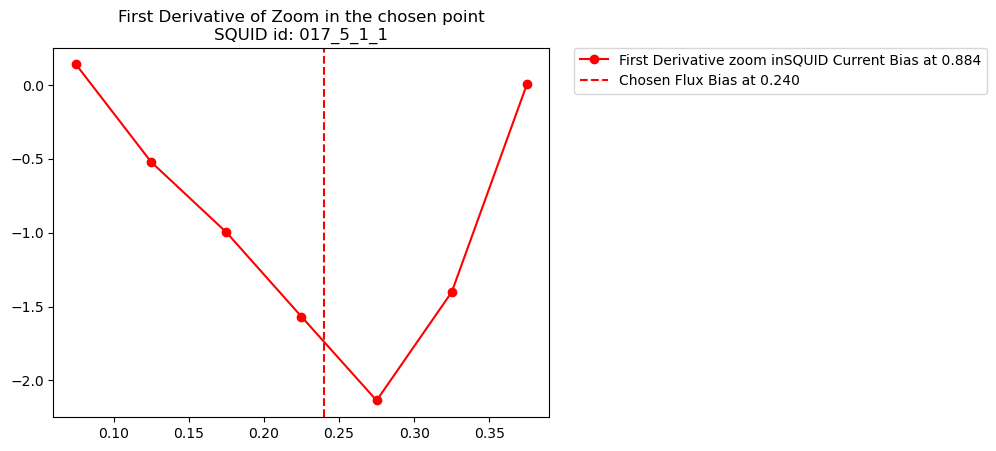 First Derivative of Zoom in the chosen point
SQUID id: 017_5_1_1
First Derivative zoom inSQUID Current Bias at 0.884
Chosen Flux Bias at 0.240
0.0
−0.5
−1.0
−1.5
−2.0
0.10 0.15 0.20 0.25 0.30 0.35